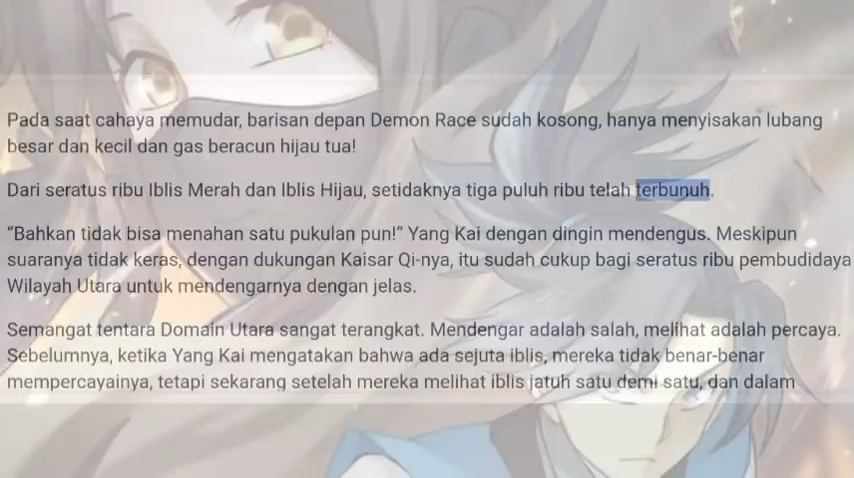 Pada saat cahaya memudar, barisan depan Demon Race sudah kosong, hanya menyisakan lubang
besar dan kecil dan gas beracun hijau tua!
Dari seratus ribu Iblis Merah dan Iblis Hijau, setidaknya tiga puluh ribu telah terbunuh.
“Bahkan tidak bisa menahan satu pukulan pun!” Yang Kai dengan dingin mendengus. Meskipun
suaranya tidak keras, dengan dukungan Kaisar Qi-nya, itu sudah cukup bagi seratus ribu pembudidaya
Wilayah Utara untuk mendengarnya dengan jelas.
Semangat tentara Domain Utara sangat terangkat. Mendengar adalah salah, melihat adalah percaya.
Sebelumnya, ketika Yang Kai mengatakan bahwa ada sejuta iblis, mereka tidak benar-benar
mempercayainya, tetapi sekarang setelah mereka melihat iblis jatuh satu demi satu, dan dalam